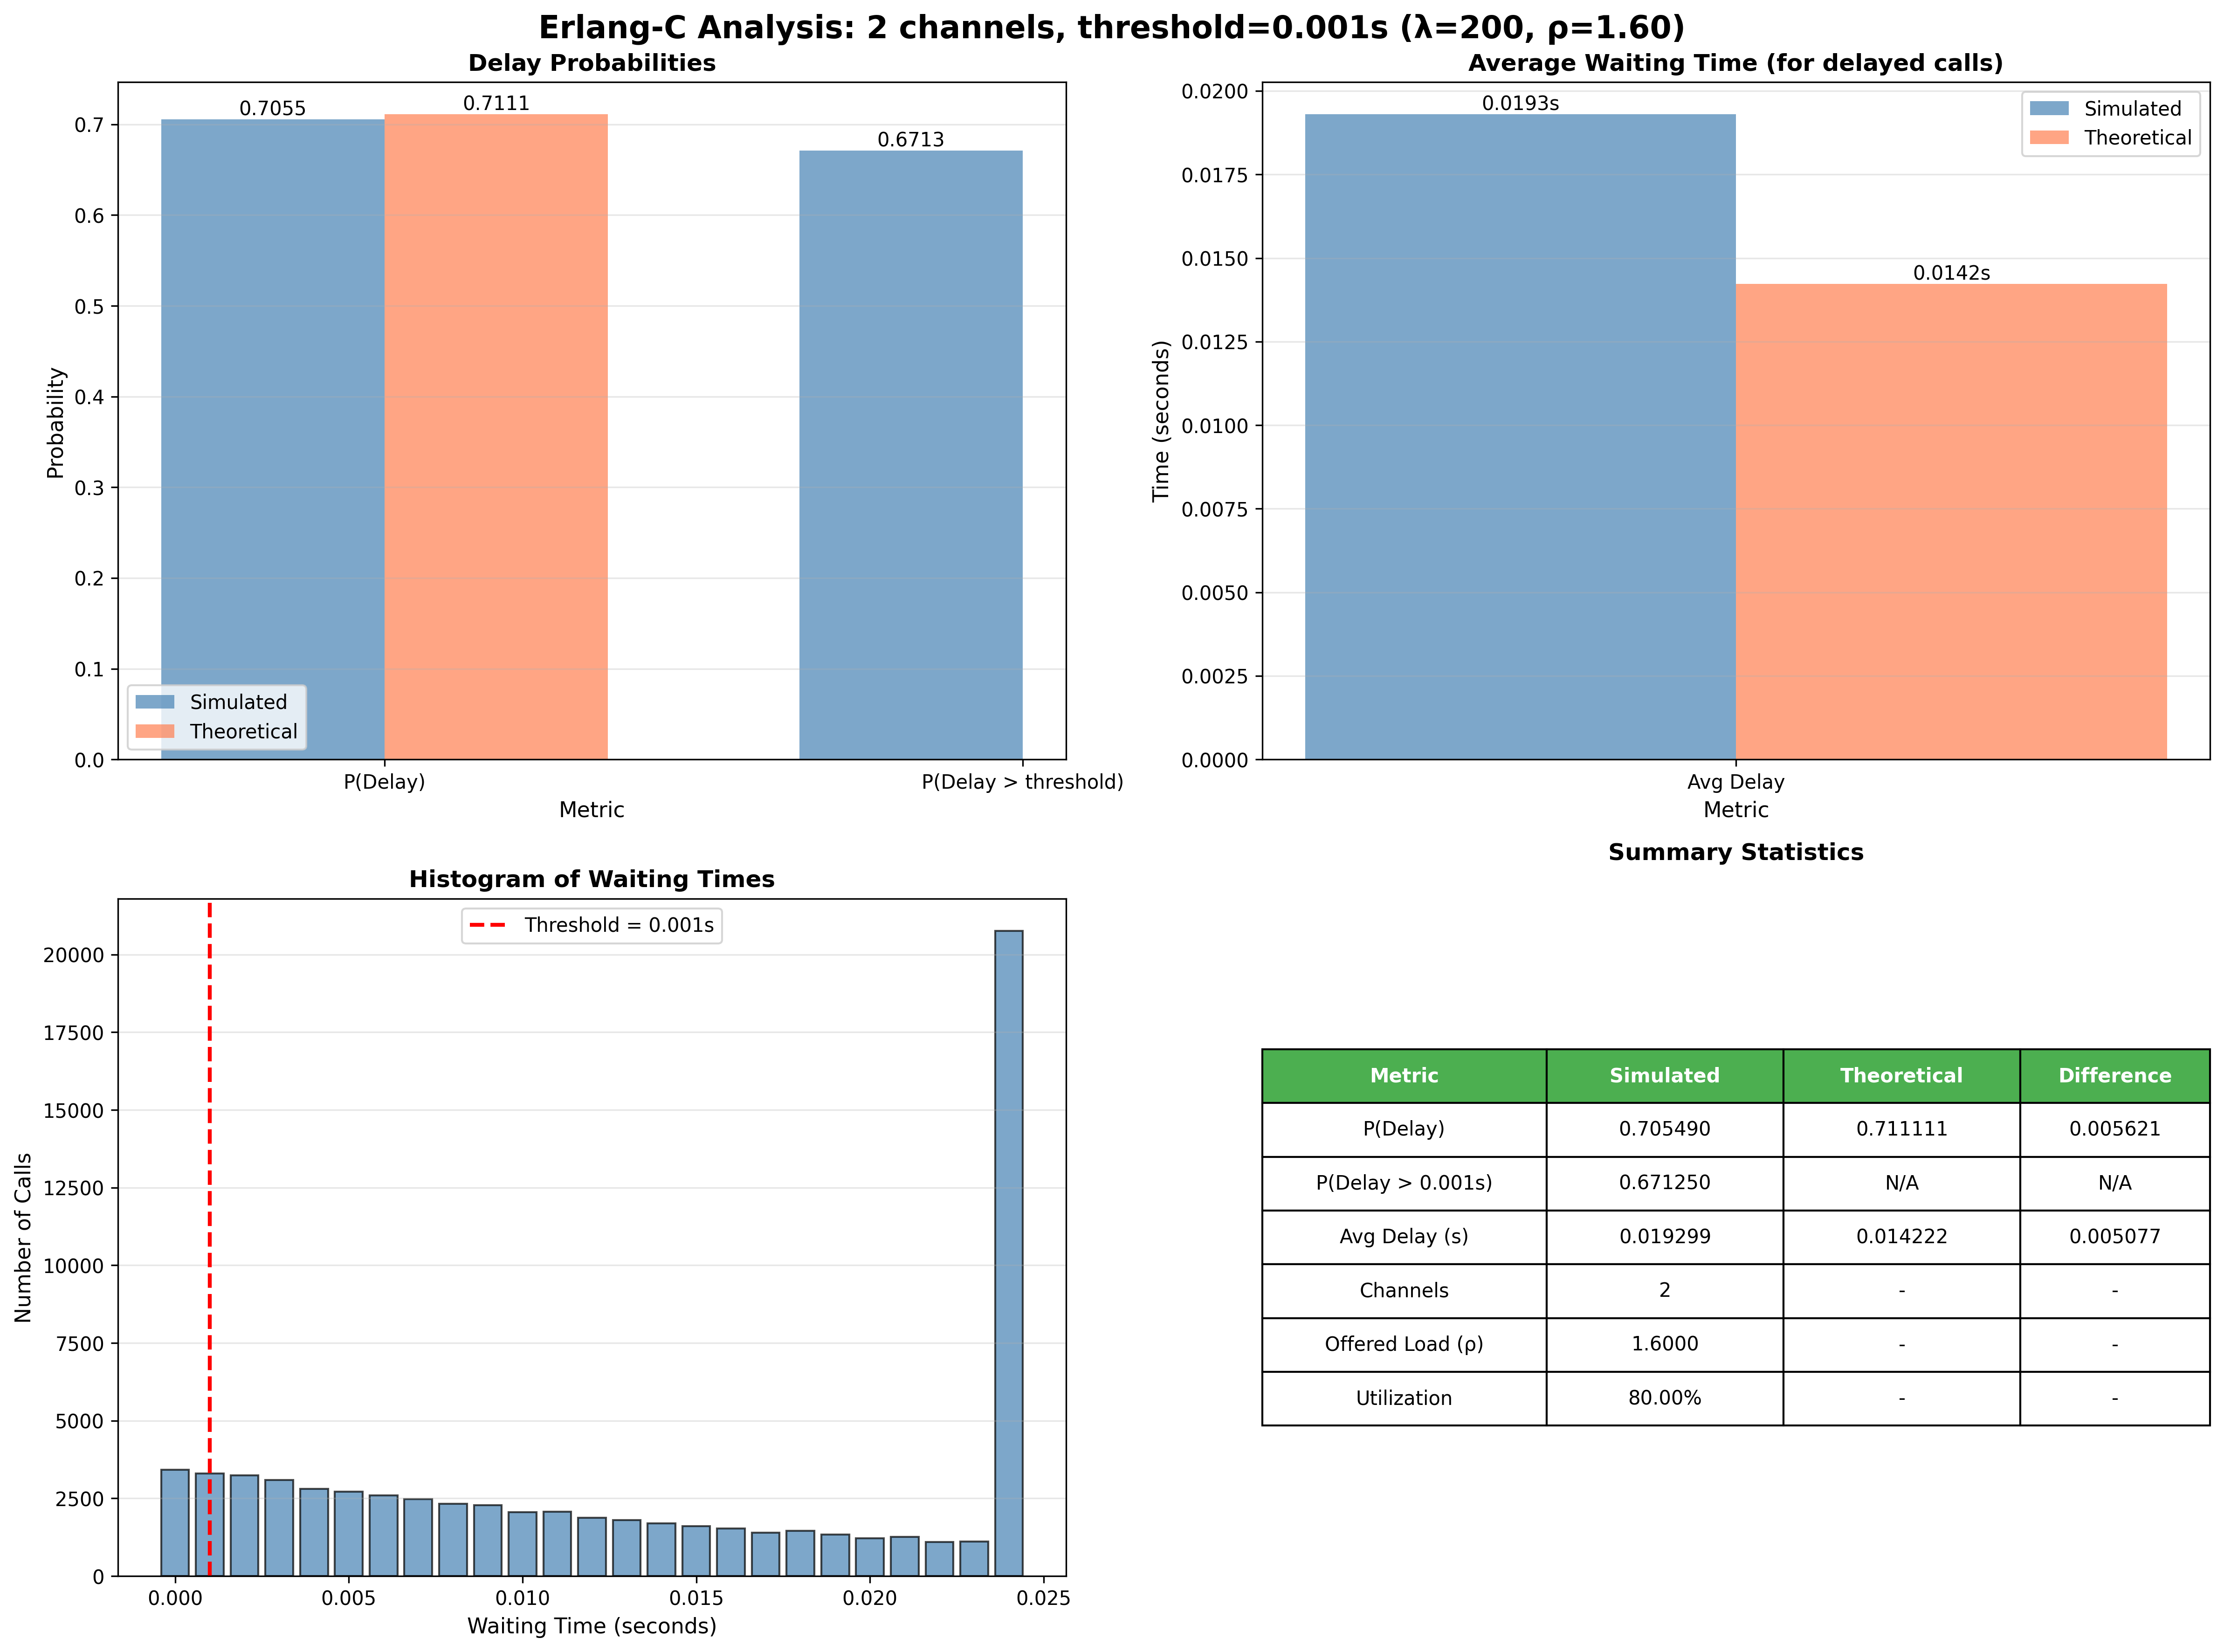 Erlang-C Analysis: 2 channels, threshold=0.001s (λ=200, ρ=1.60)
Delay Probabilities
0.7055
0.7111
0.6713
0.7
0.6
0.5
0.4
0.3
0.2
0.1
0.0
Probability
Simulated
Theoretical
P(Delay)
P(Delay > threshold)
Metric
Average Waiting Time (for delayed calls)
0.0193s
0.0142s
Simulated
Theoretical
0.0200
0.0175
0.0150
0.0125
0.0100
0.0075
0.0050
0.0025
0.0000
Time (seconds)
Avg Delay
Metric
Histogram of Waiting Times
Threshold = 0.001s
20000
17500
15000
12500
10000
7500
5000
2500
0
Number of Calls
0.000 0.005 0.010 0.015 0.020 0.025
Waiting Time (seconds)
Summary Statistics
Metric Simulated Theoretical Difference
P(Delay) 0.705490 0.711111 0.005621
P(Delay > 0.001s) 0.671250 N/A N/A
Avg Delay (s) 0.019299 0.014222 0.005077
Channels 2 - -
Offered Load (ρ) 1.6000 - -
Utilization 80.00% - -